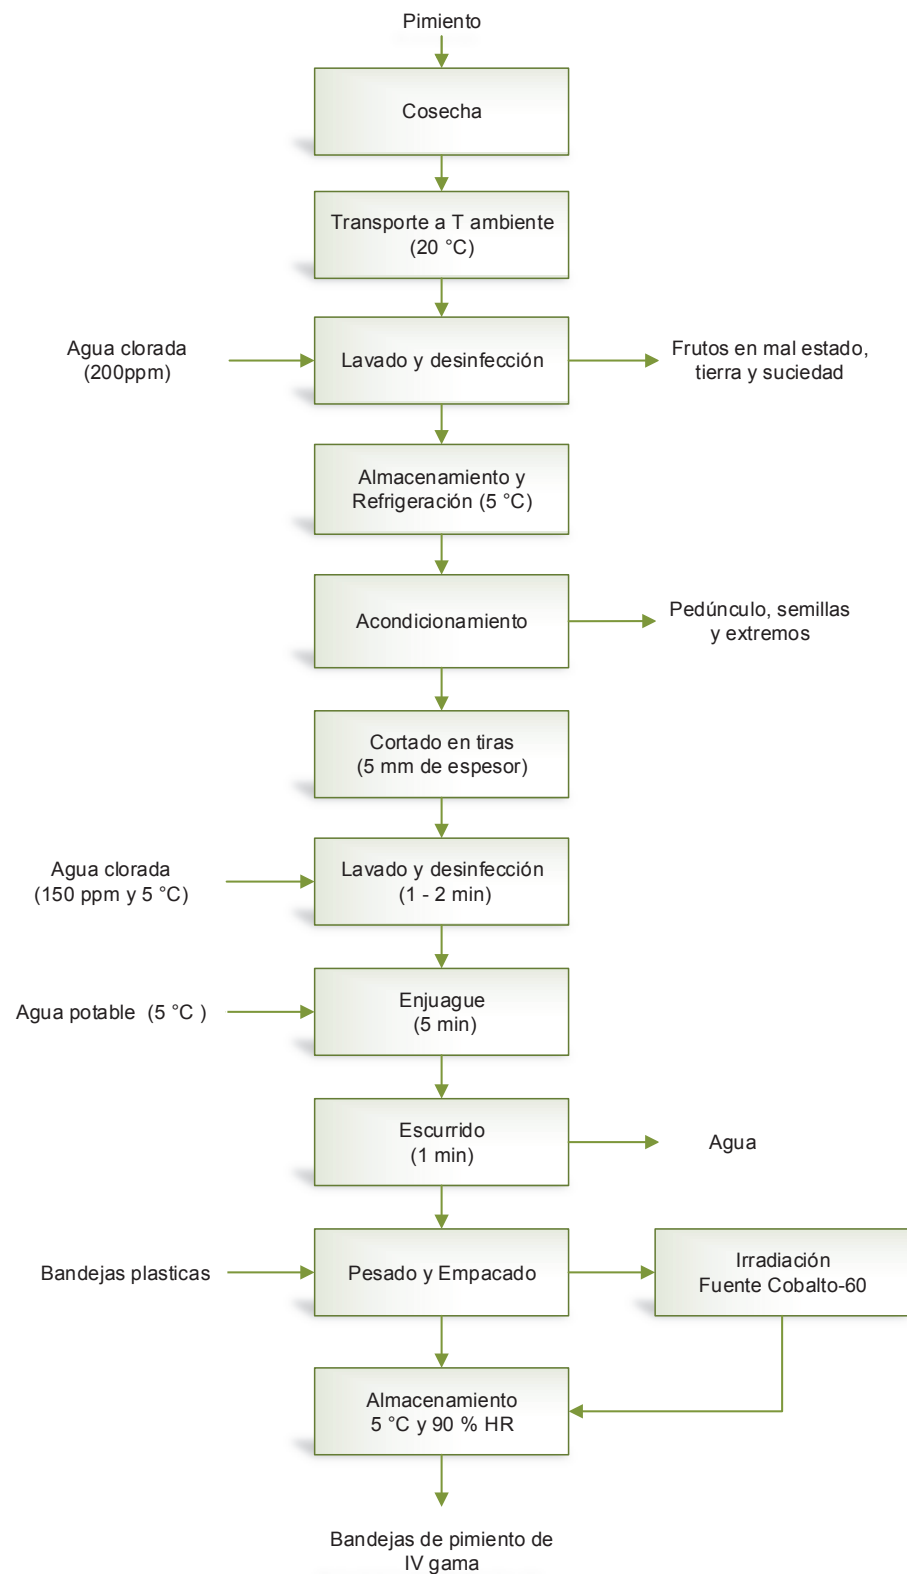 Pimiento
Cosecha
Transporte a T ambiente
(20 °C)
Agua clorada
(200ppm)
Lavado y desinfección
Frutos en mal estado,
tierra y suciedad
Almacenamiento y
Refrigeración (5 °C)
Acondicionamiento
Pedúnculo, semillas
y extremos
Cortado en tiras
(5 mm de espesor)
Agua clorada
(150 ppm y 5 °C)
Lavado y desinfección
(1 - 2 min)
Agua potable (5 °C )
Enjuague
(5 min)
Escurrido
(1 min)
Agua
Bandejas plasticas
Pesado y Empacado
Irradiación
Fuente Cobalto-60
Almacenamiento
5 °C y 90 % HR
Bandejas de pimiento de
IV gama